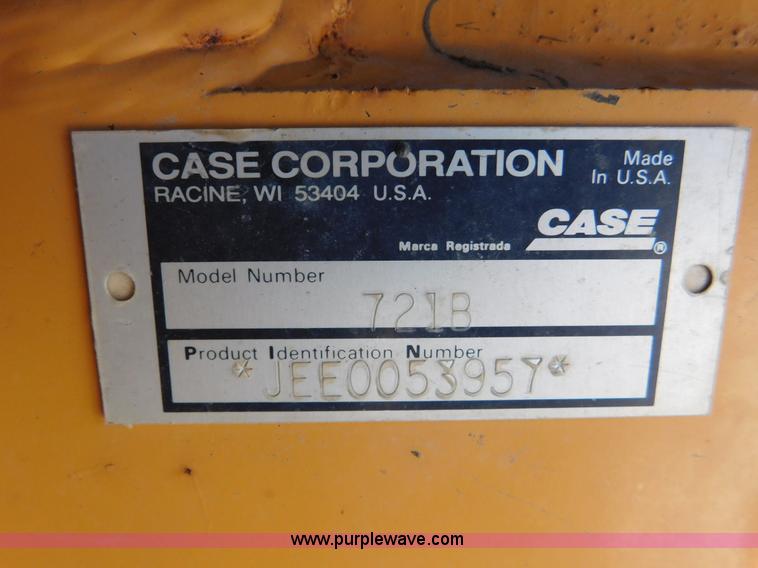 CASE CORPORATION
RACINE, WI 53404 U.S.A.
Made
In U.S.A.
Marca Registrada
CASE®
Model Number
721B
Product Identification Number
*JEE0053957*
www.purplewave.com